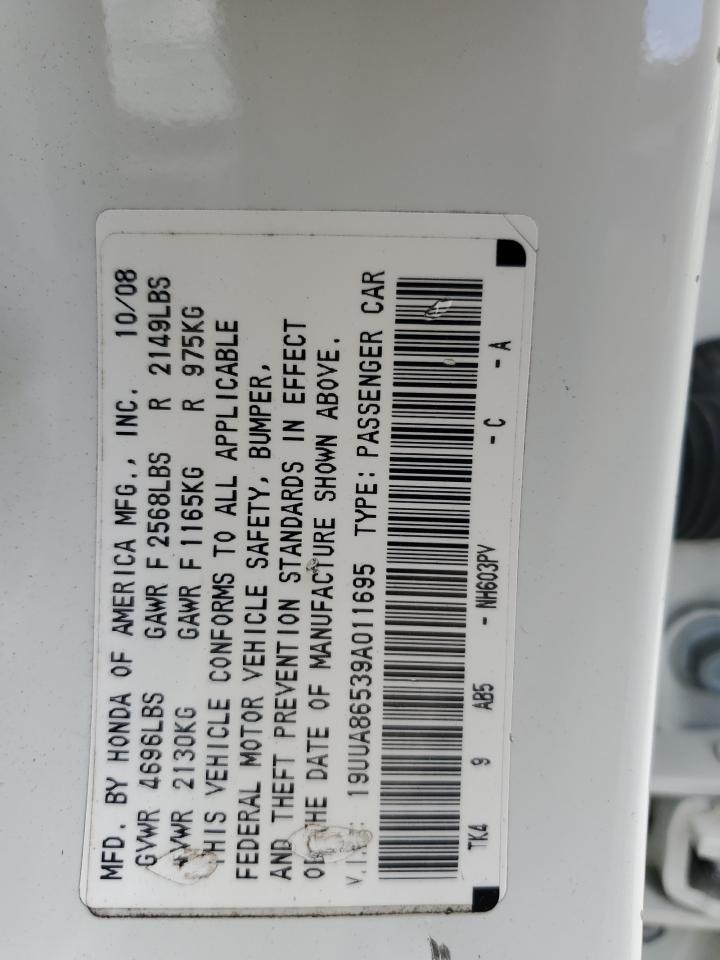 MFD. BY HONDA OF AMERICA MFG., INC. 10/08
GVWR 4696LBS GAWR F 2568LBS R 2149LBS
GVWR 2130KG GAWR F 1165KG R 975KG
THIS VEHICLE CONFORMS TO ALL APPLICABLE
FEDERAL MOTOR VEHICLE SAFETY, BUMPER,
AND THEFT PREVENTION STANDARDS IN EFFECT
ON THE DATE OF MANUFACTURE SHOWN ABOVE.
V.I.N.: 19UUA86539A011695 TYPE: PASSENGER CAR
TK4 9 AB5 - NH603PV - C - A